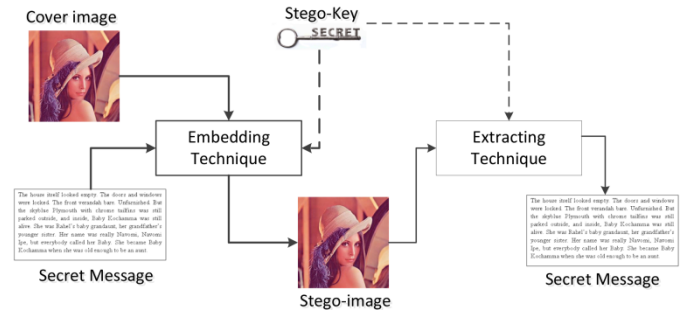 Cover image
Stego-Key
SECRET
Embedding
Technique
Extracting
Technique
The house itself looked empty. The doors and windows
were locked. The front verandah bare. Unfurnished. But
the skyblue Plymouth with chrome tailfins was still
parked outside, and inside, Baby Kochamma was still
alive. She was Rahel's baby grandaunt, her grandfather's
younger sister. Her name was really Navomi, Navomi
Ipe, but everybody called her Baby. She became Baby
Kochamma when she was old enough to be an aunt.
Secret Message
Stego-image
The house itself looked empty. The doors and windows
were locked. The front verandah bare. Unfurnished. But
the skyblue Plymouth with chrome tailfins was still
parked outside, and inside, Baby Kochamma was still
alive. She was Rahel's baby grandaunt, her grandfather's
younger sister. Her name was really Navomi, Navomi
Ipe, but everybody called her Baby. She became Baby
Kochamma when she was old enough to be an aunt.
Secret Message